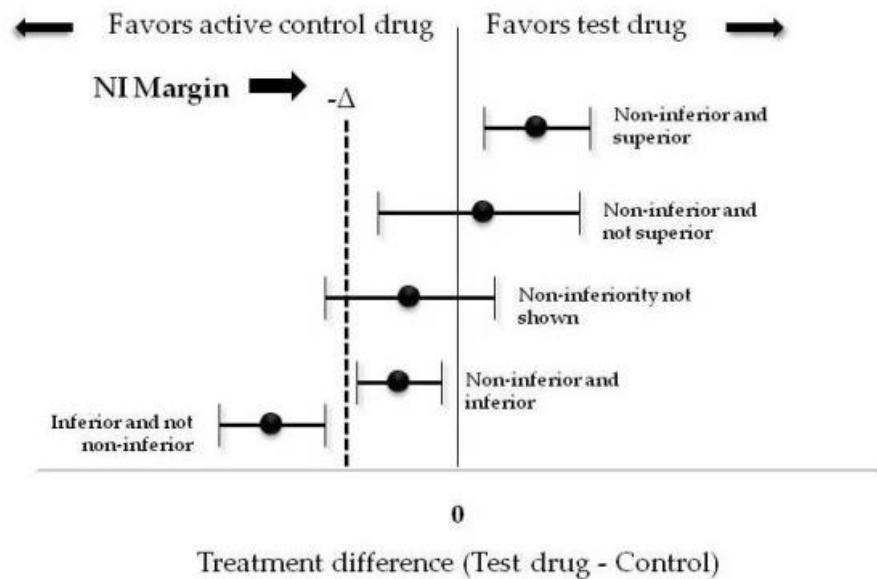 Favors active control drug
Favors test drug
NI Margin
-Δ
Non-inferior and
superior
Non-inferior and
not superior
Non-inferiority not
shown
Non-inferior and
inferior
Inferior and not
non-inferior
0
Treatment difference (Test drug - Control)